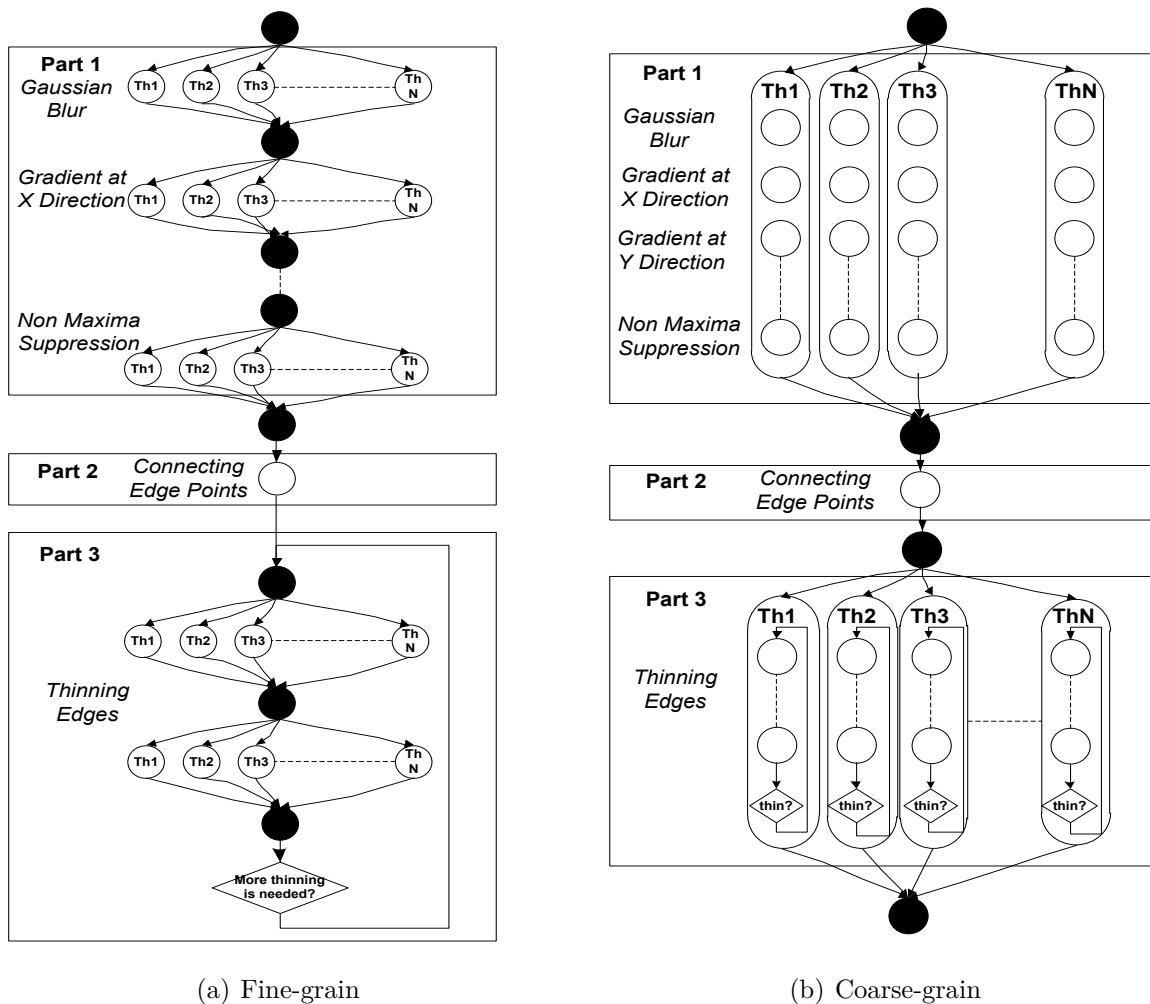 Part 1
Gaussian
Blur
Th1
Th2
Th3
Th
N
Gradient at
X Direction
Th1
Th2
Th3
Th
N
Non Maxima
Suppression
Th1
Th2
Th3
Th
N
Part 2
Connecting
Edge Points
Part 3
Th1
Th2
Th3
Th
N
Thinning
Edges
Th1
Th2
Th3
Th
N
More thinning
is needed?
(a) Fine-grain
Part 1
Th1
Th2
Th3
ThN
Gaussian
Blur
Gradient at
X Direction
Gradient at
Y Direction
Non Maxima
Suppression
Part 2
Connecting
Edge Points
Part 3
Th1
Th2
Th3
ThN
Thinning
Edges
thin?
thin?
thin?
thin?
(b) Coarse-grain